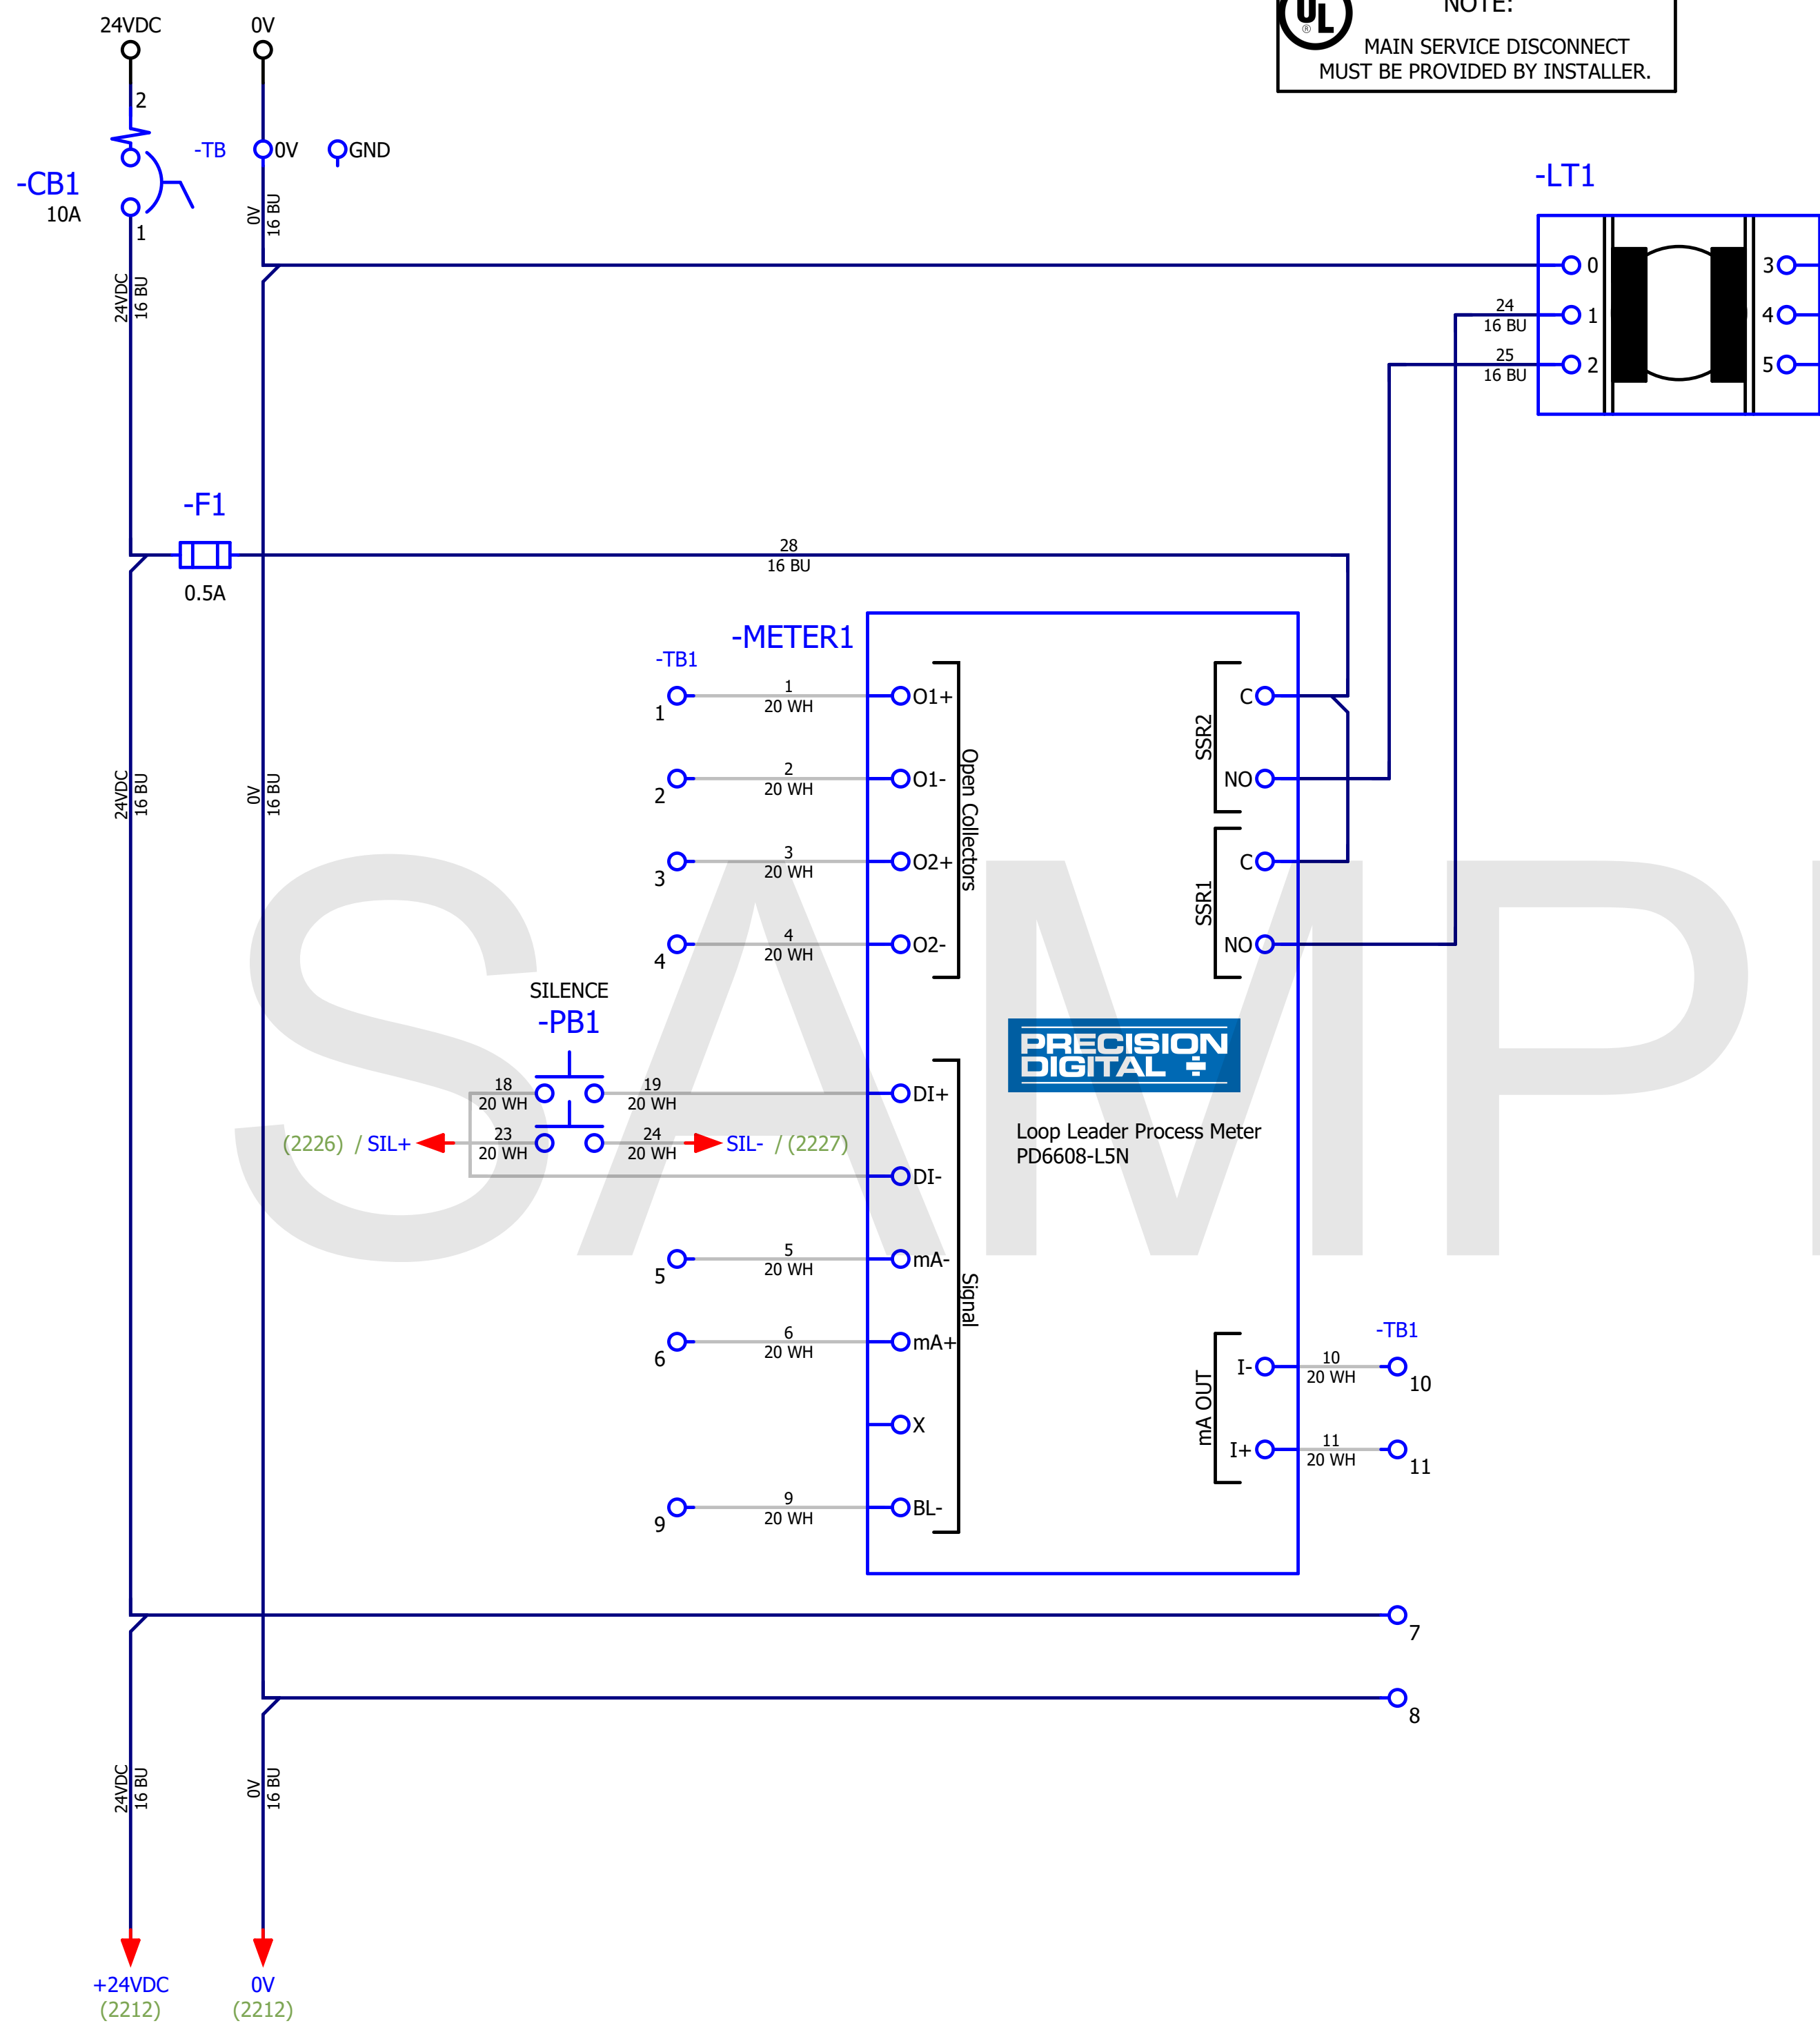 24VDC
0V
UL
®
NOTE:
MAIN SERVICE DISCONNECT
MUST BE PROVIDED BY INSTALLER.
2
-CB1
10A
1
-TB
0V
GND
0V
16 BU
24VDC
16 BU
-LT1
0
1
2
3
4
5
24
16 BU
25
16 BU
-F1
0.5A
28
16 BU
24VDC
16 BU
0V
16 BU
-METER1
-TB1
1
1
20 WH
O1+
2
2
20 WH
O1-
3
3
20 WH
O2+
4
4
20 WH
O2-
Open Collectors
SSR2
C
NO
SSR1
C
NO
SILENCE
-PB1
18
20 WH
19
20 WH
DI+
(2226) / SIL+
23
20 WH
24
20 WH
SIL- / (2227)
DI-
PRECISION
DIGITAL
Loop Leader Process Meter
PD6608-L5N
5
5
20 WH
mA-
6
6
20 WH
mA+
Signal
X
9
9
20 WH
BL-
mA OUT
-TB1
I-
10
20 WH
10
I+
11
20 WH
11
7
8
24VDC
16 BU
0V
16 BU
+24VDC
(2212)
0V
(2212)